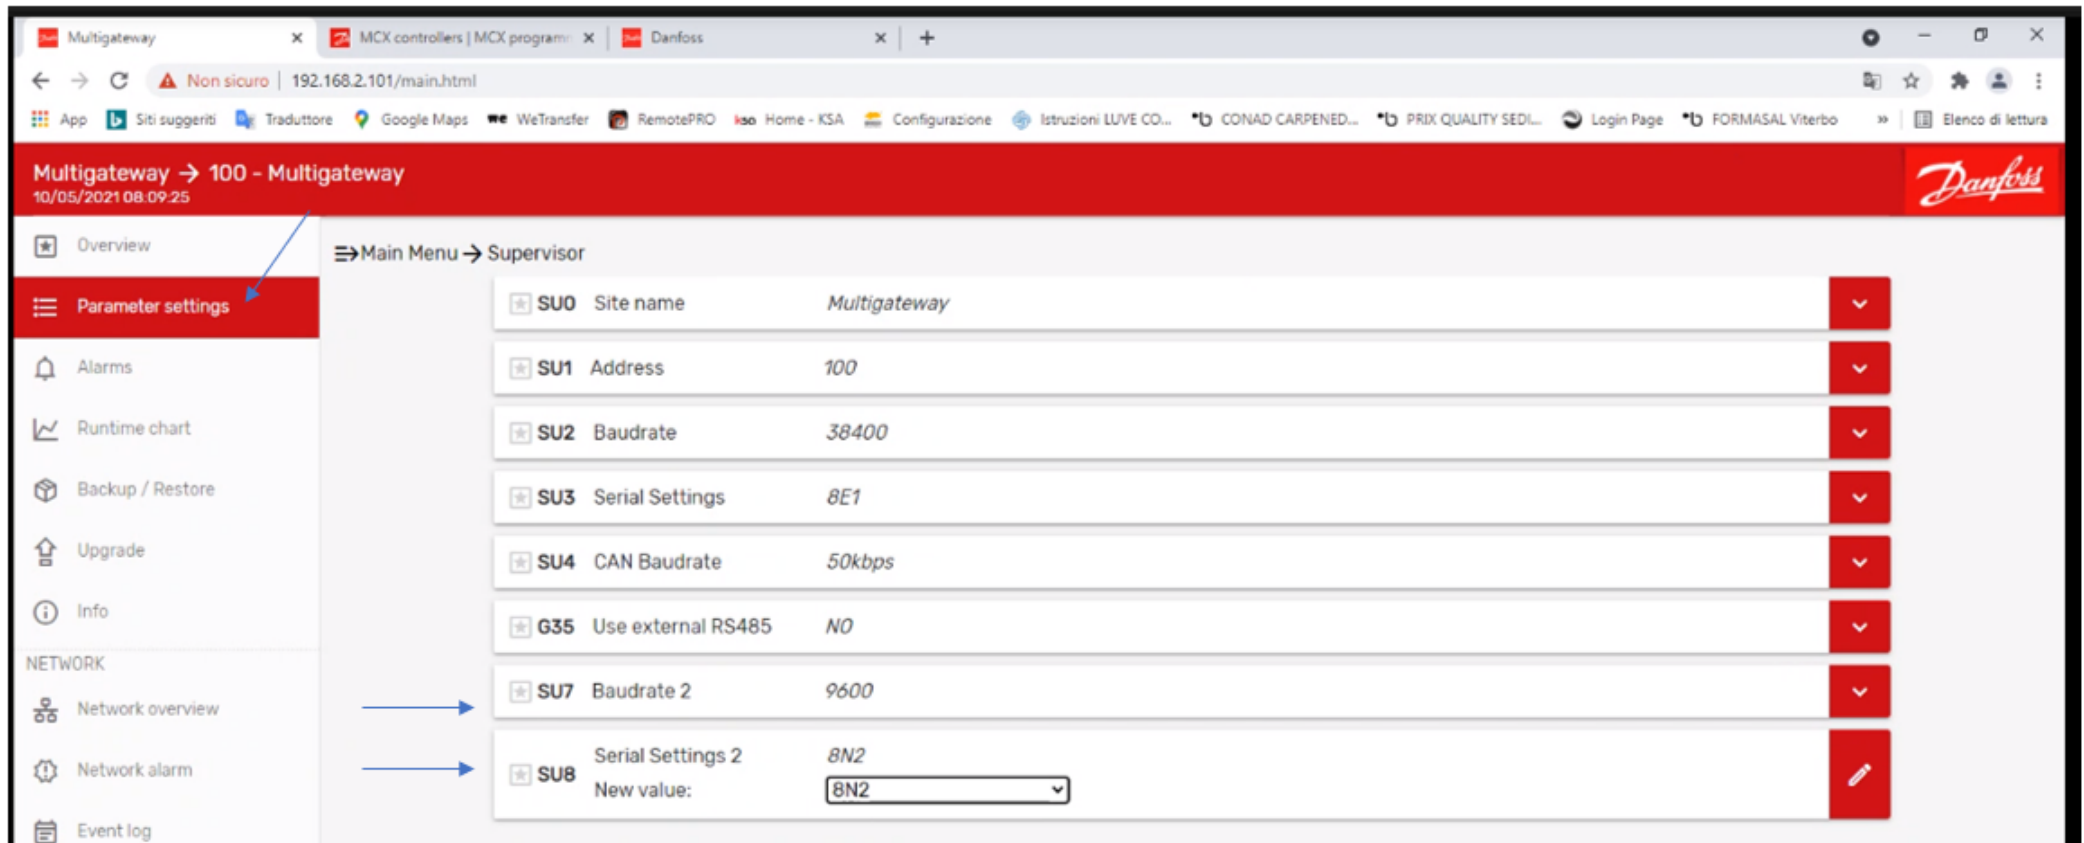 Multigateway
MCX controllers | MCX programm
Danfoss
Non sicuro | 192.168.2.101/main.html
App Siti suggeriti Traduttore Google Maps we WeTransfer RemotePRO ksa Home - KSA Configurazione Istruzioni LUVE CO... CONAD CARPENED... PRIX QUALITY SEDI... Login Page FORMASAL Viterbo » Elenco di lettura
Multigateway → 100 - Multigateway
10/05/2021 08:09:25
Danfoss
Overview
Parameter settings
Alarms
Runtime chart
Backup / Restore
Upgrade
Info
NETWORK
Network overview
Network alarm
Event log
Main Menu → Supervisor
SU0 Site name Multigateway
SU1 Address 100
SU2 Baudrate 38400
SU3 Serial Settings 8E1
SU4 CAN Baudrate 50kbps
G35 Use external RS485 NO
SU7 Baudrate 2 9600
SU8 Serial Settings 2 8N2
New value: 8N2